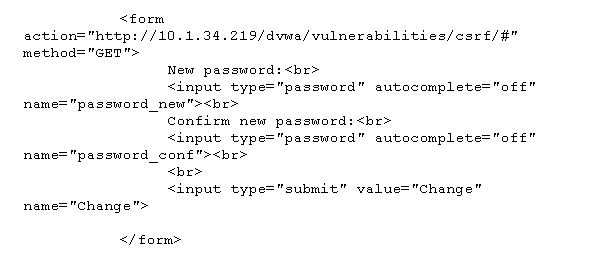 <form
action="http://10.1.34.219/dvwa/vulnerabilities/csrf/#"
method="GET">
New password:<br>
<input type="password" autocomplete="off"
name="password_new"><br>
Confirm new password:<br>
<input type="password" autocomplete="off"
name="password_conf"><br>
<br>
<input type="submit" value="Change"
name="Change">
</form>